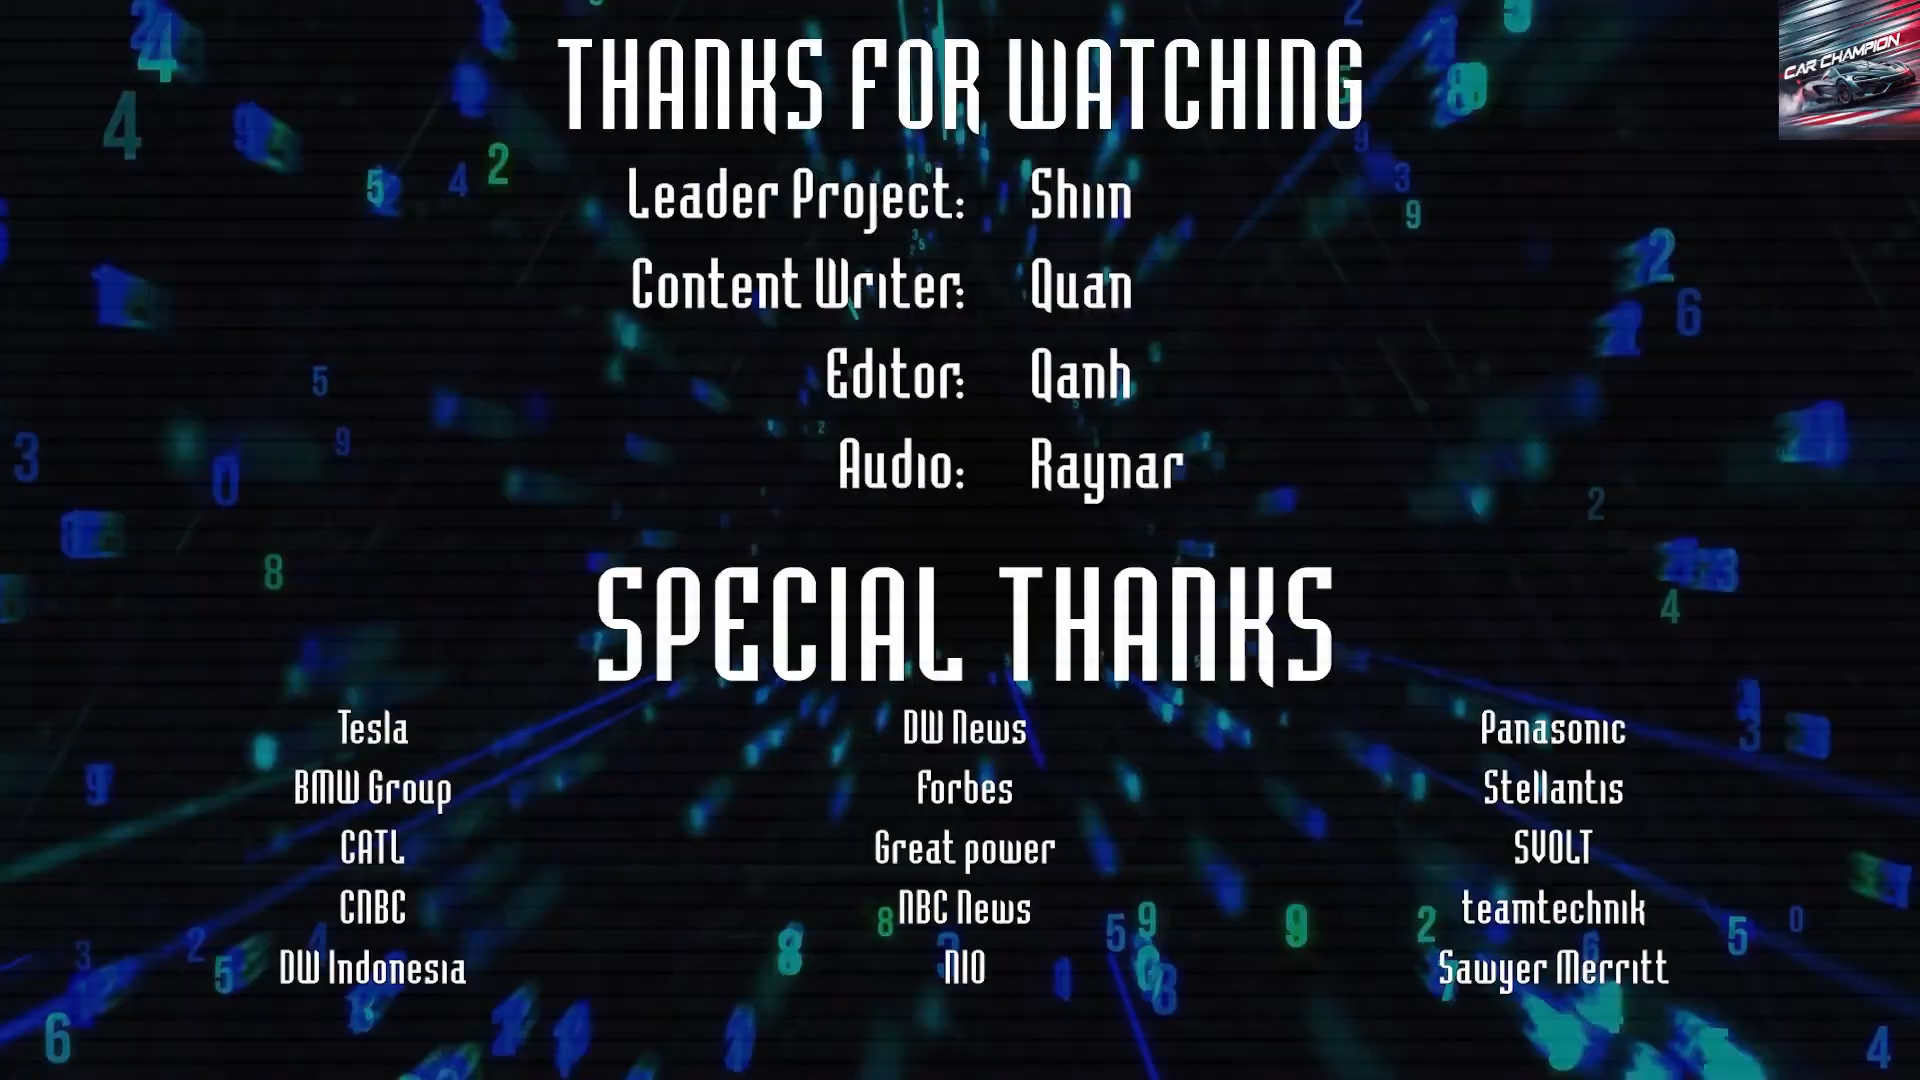 THANKS FOR WATCHING
CAR CHAMPION
Leader Project: Shiin
Content Writer: Quan
Editor: Qanh
Audio: Raynar
SPECIAL THANKS
Tesla DW News Panasonic
BMW Group Forbes Stellantis
CATL Great power SVOLT
CNBC NBC News teamtechnik
DW Indonesia NIO Sawyer Merritt